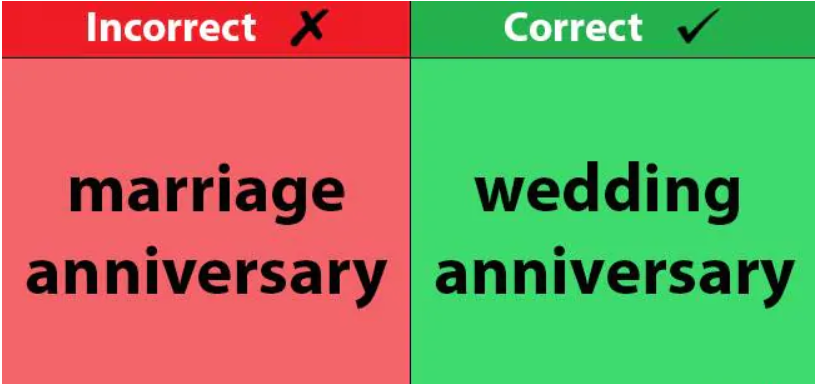 Incorrect ✗
Correct ✓
marriage
anniversary
wedding
anniversary